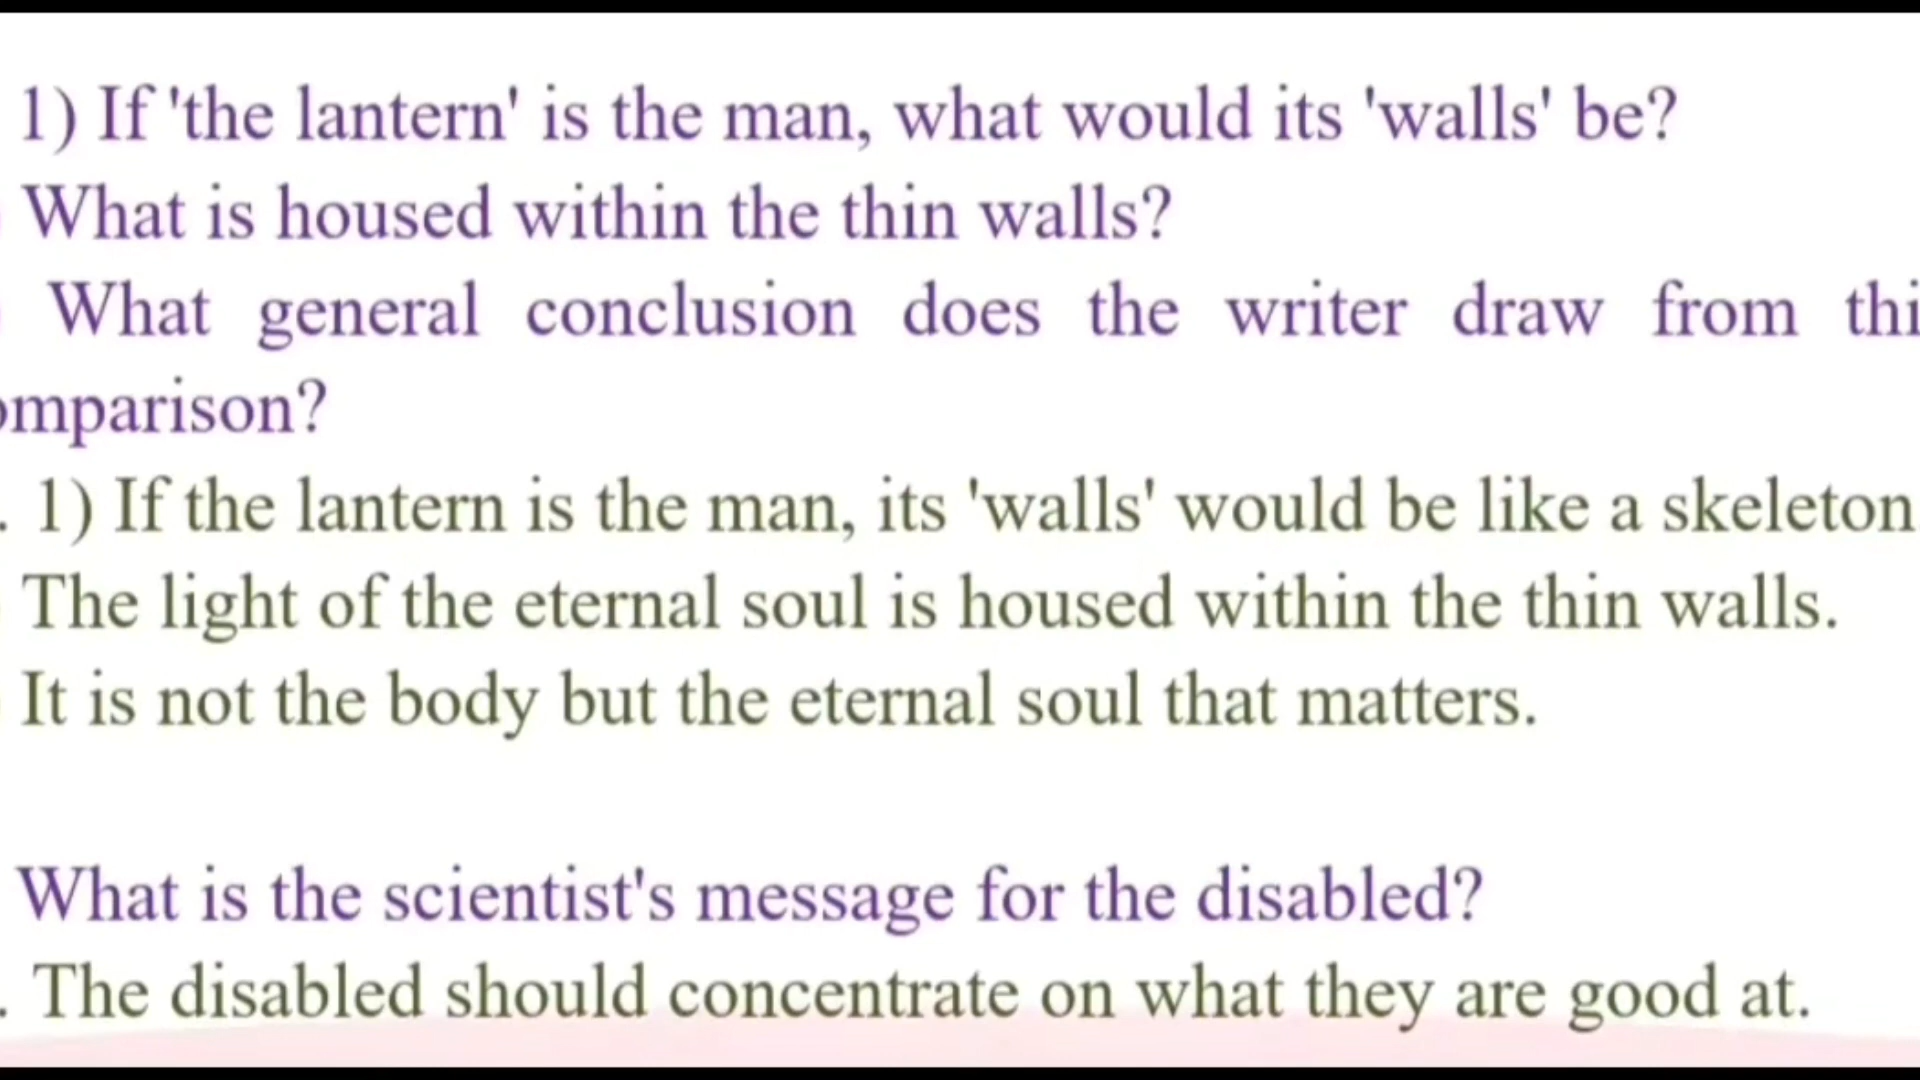 1) If 'the lantern' is the man, what would its 'walls' be?
What is housed within the thin walls?
What general conclusion does the writer draw from thi
omparison?
. 1) If the lantern is the man, its 'walls' would be like a skeleton
The light of the eternal soul is housed within the thin walls.
It is not the body but the eternal soul that matters.
What is the scientist's message for the disabled?
. The disabled should concentrate on what they are good at.